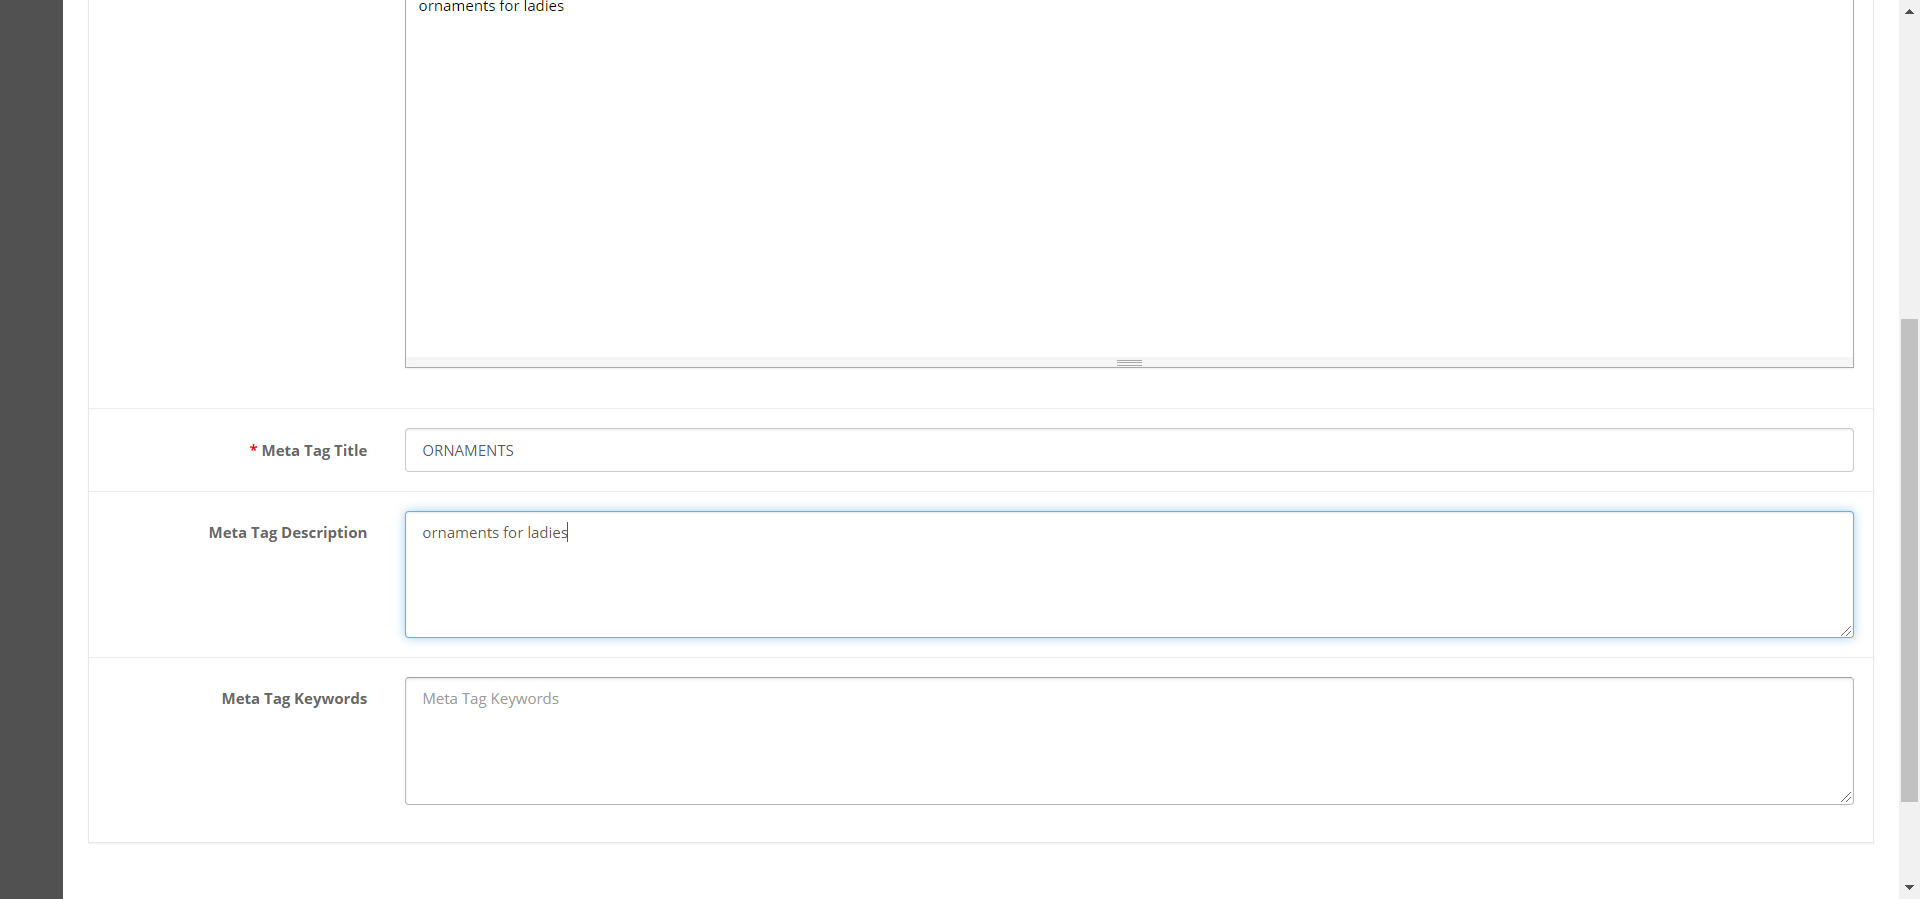 ornaments for ladies
* Meta Tag Title
ORNAMENTS
Meta Tag Description
ornaments for ladies
Meta Tag Keywords
Meta Tag Keywords